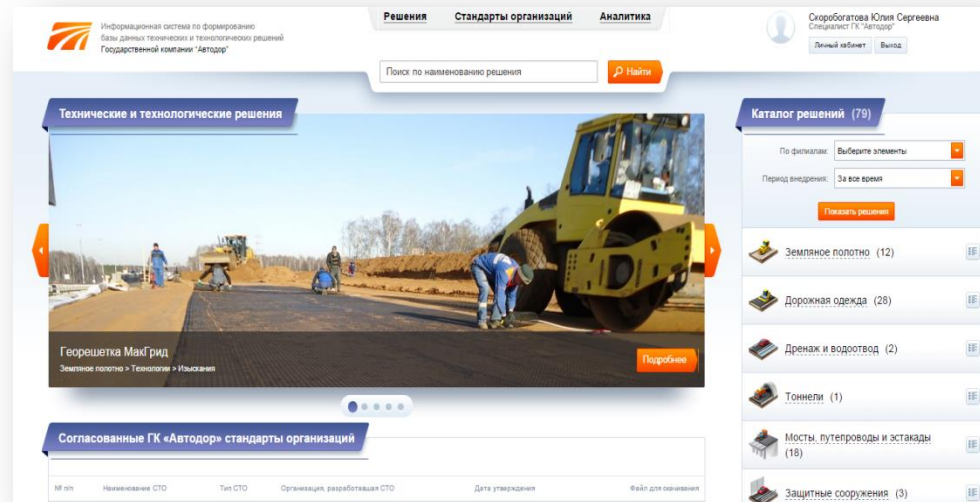 Информационная система по формированию
базы данных технических и технологических решений
Государственной компании "Автодор"
Решения Стандарты организаций Аналитика
Скоробогатова Юлия Сергеевна
Специалист ГК "Автодор"
Личный кабинет Выход
Поиск по наименованию решения Найти
Технические и технологические решения
Каталог решений (79)
По филиалам: Выберите элементы
Период внедрения: За все время
Показать решения
Земляное полотно (12)
Дорожная одежда (28)
Дренаж и водоотвод (2)
Тоннели (1)
Мосты, путепроводы и эстакады
(18)
Защитные сооружения (3)
Георешетка МакГрид
Земляное полотно > Технологии > Изыскания
Подробнее
Согласованные ГК «Автодор» стандарты организаций
№ п/п Наименование СТО Тип СТО Организация, разработавшая СТО Дата утверждения Файл для скачивания